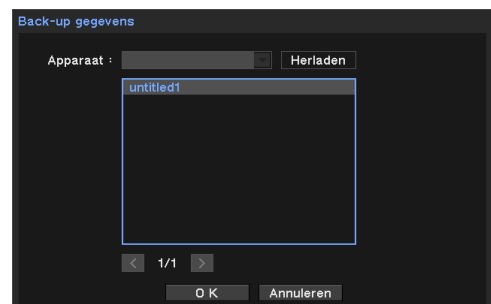 Back-up gegevens
Apparaat : Herladen
untitled1
< 1/1 >
O K Annuleren